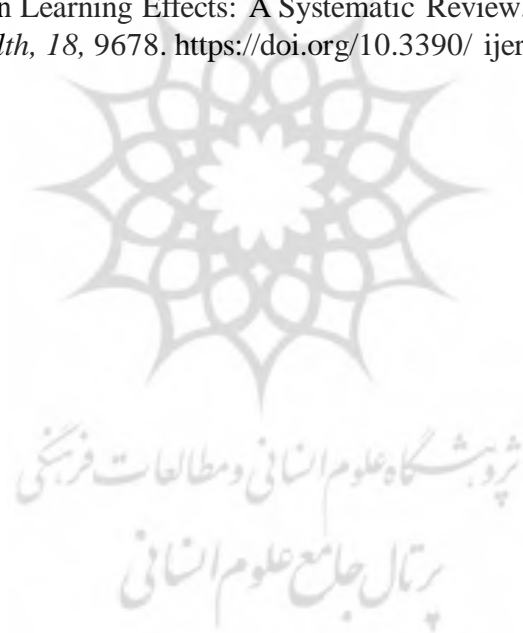 n Learning Effects: A Systematic Review.
lth, 18, 9678. https://doi.org/10.3390/ ijer
پژوهشگاه علوم انسانی و مطالعات فرهنگی
پرتال جامع علوم انسانی